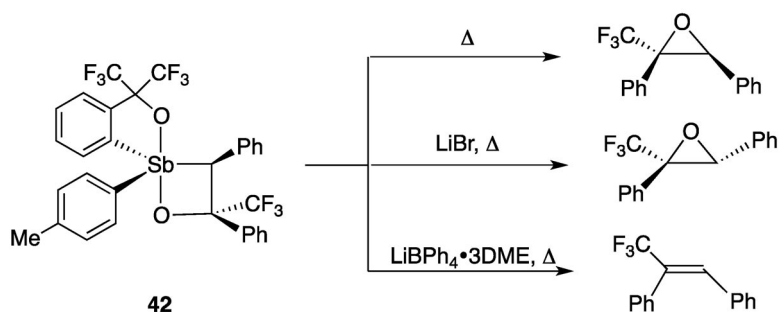 F₃C CF₃
O
Sb
Ph
O
CF₃
Ph
Me
42
Δ
LiBr, Δ
LiBPh₄•3DME, Δ
F₃C O
Ph Ph
F₃C O Ph
Ph
F₃C
Ph Ph